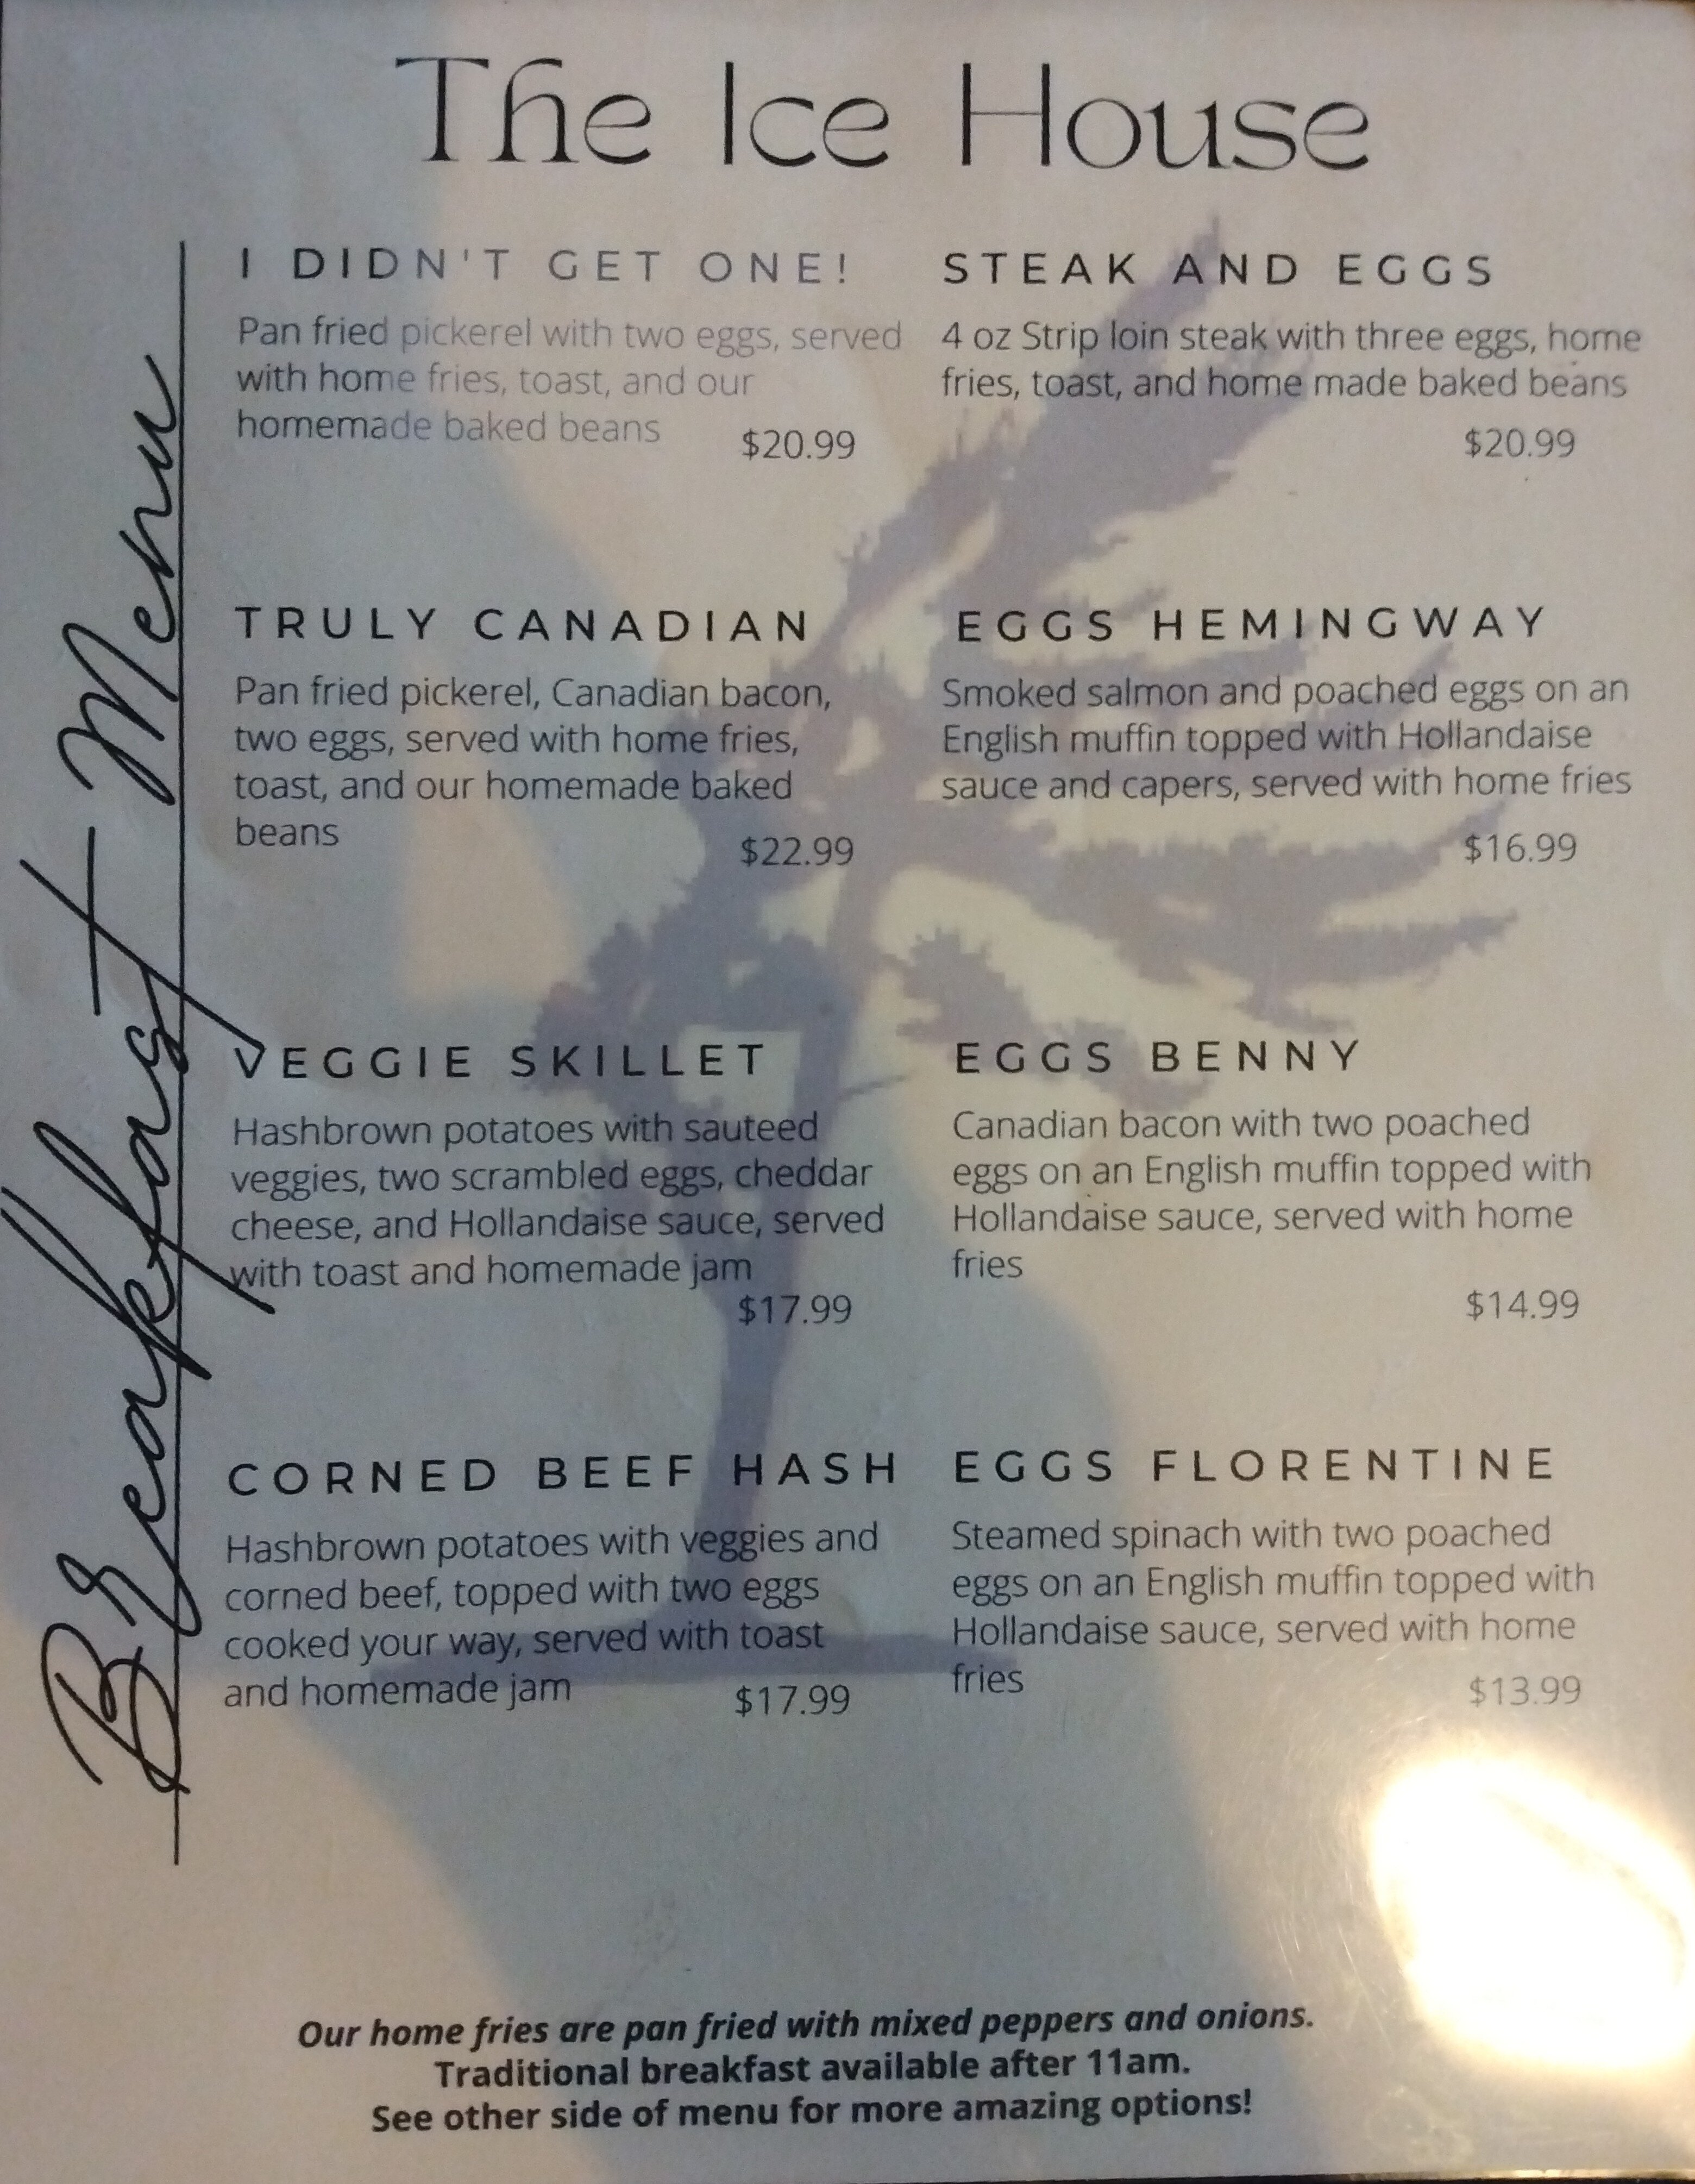 The Ice House
Breakfast Menu
I DIDN'T GET ONE!
Pan fried pickerel with two eggs, served
with home fries, toast, and our
homemade baked beans
$20.99
STEAK AND EGGS
4 oz Strip loin steak with three eggs, home
fries, toast, and home made baked beans
$20.99
TRULY CANADIAN
Pan fried pickerel, Canadian bacon,
two eggs, served with home fries,
toast, and our homemade baked
beans
$22.99
EGGS HEMINGWAY
Smoked salmon and poached eggs on an
English muffin topped with Hollandaise
sauce and capers, served with home fries
$16.99
VEGGIE SKILLET
Hashbrown potatoes with sauteed
veggies, two scrambled eggs, cheddar
cheese, and Hollandaise sauce, served
with toast and homemade jam
$17.99
EGGS BENNY
Canadian bacon with two poached
eggs on an English muffin topped with
Hollandaise sauce, served with home
fries
$14.99
CORNED BEEF HASH
Hashbrown potatoes with veggies and
corned beef, topped with two eggs
cooked your way, served with toast
and homemade jam
$17.99
EGGS FLORENTINE
Steamed spinach with two poached
eggs on an English muffin topped with
Hollandaise sauce, served with home
fries
$13.99
Our home fries are pan fried with mixed peppers and onions.
Traditional breakfast available after 11am.
See other side of menu for more amazing options!